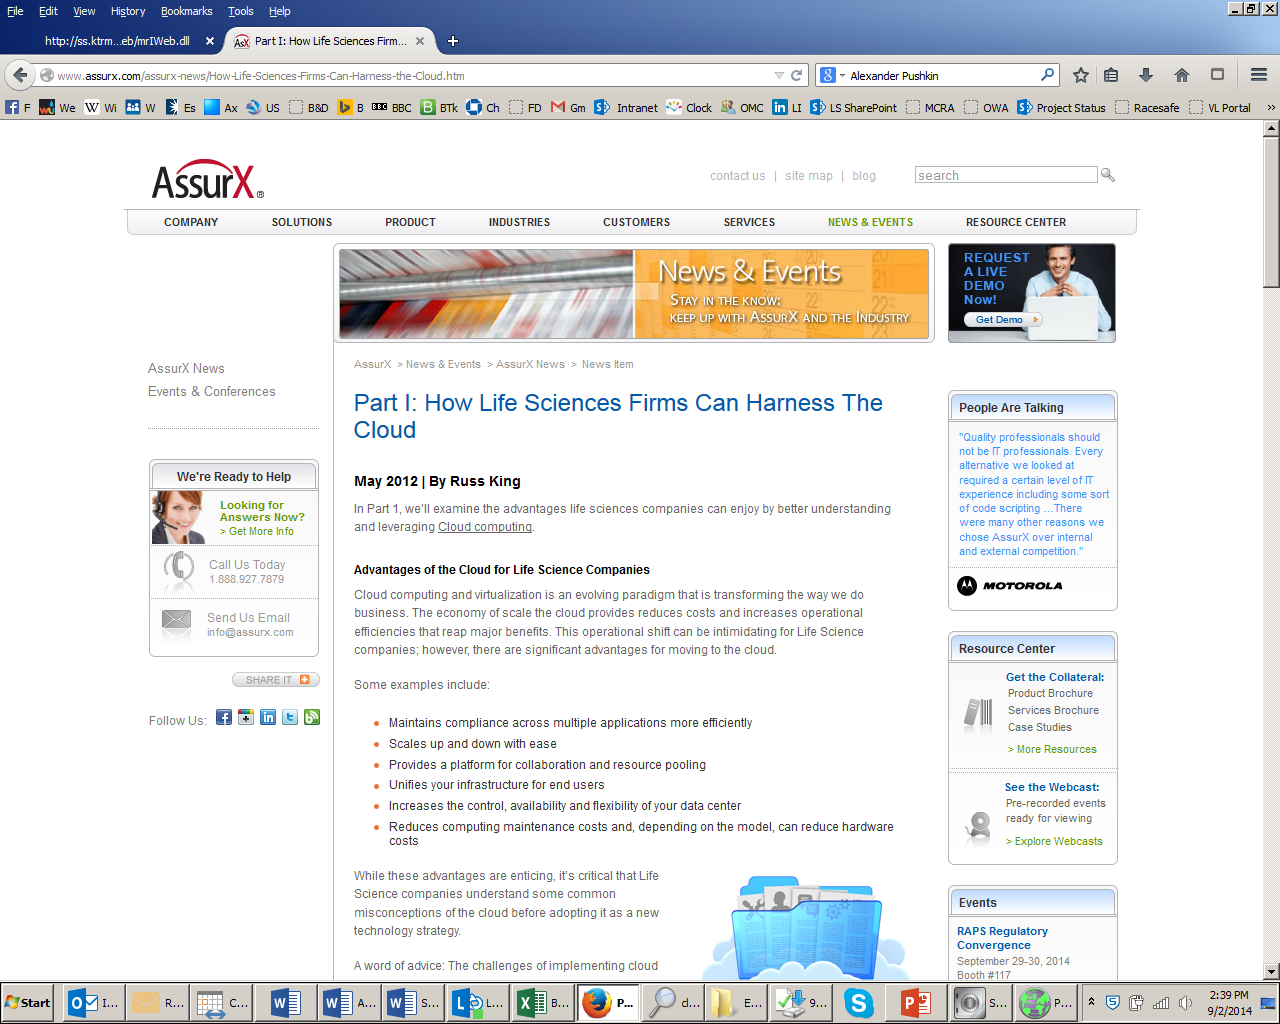 File Edit View History Bookmarks Tools Help
http://ss.ktrm...eb/mrIWeb.dll Part I: How Life Sciences Firm...
www.assurx.com/assurx-news/How-Life-Sciences-Firms-Can-Harness-the-Cloud.htm Alexander Pushkin
F We Wi W Es Ax US B&D B BBC BTk Ch FD Gm Intranet Clock OMC LI LS SharePoint MCRA OWA Project Status Racesafe VL Portal
AssurX®
contact us | site map | blog search
COMPANY SOLUTIONS PRODUCT INDUSTRIES CUSTOMERS SERVICES NEWS & EVENTS RESOURCE CENTER
News & Events
Stay in the know:
keep up with AssurX and the Industry
REQUEST
A LIVE
DEMO
Now!
Get Demo
AssurX News
Events & Conferences
We're Ready to Help
Looking for
Answers Now?
> Get More Info
Call Us Today
1.888.927.7879
Send Us Email
info@assurx.com
SHARE IT
Follow Us:
AssurX > News & Events > AssurX News > News Item
Part I: How Life Sciences Firms Can Harness The
Cloud
May 2012 | By Russ King
In Part 1, we'll examine the advantages life sciences companies can enjoy by better understanding
and leveraging Cloud computing.
Advantages of the Cloud for Life Science Companies
Cloud computing and virtualization is an evolving paradigm that is transforming the way we do
business. The economy of scale the cloud provides reduces costs and increases operational
efficiencies that reap major benefits. This operational shift can be intimidating for Life Science
companies; however, there are significant advantages for moving to the cloud.
Some examples include:
Maintains compliance across multiple applications more efficiently
Scales up and down with ease
Provides a platform for collaboration and resource pooling
Unifies your infrastructure for end users
Increases the control, availability and flexibility of your data center
Reduces computing maintenance costs and, depending on the model, can reduce hardware
costs
While these advantages are enticing, it's critical that Life
Science companies understand some common
misconceptions of the cloud before adopting it as a new
technology strategy.
A word of advice: The challenges of implementing cloud
People Are Talking
"Quality professionals should
not be IT professionals. Every
alternative we looked at
required a certain level of IT
experience including some sort
of code scripting ...There
were many other reasons we
chose AssurX over internal
and external competition."
MOTOROLA
Resource Center
Get the Collateral:
Product Brochure
Services Brochure
Case Studies
> More Resources
See the Webcast:
Pre-recorded events
ready for viewing
> Explore Webcasts
Events
RAPS Regulatory
Convergence
September 29-30, 2014
Booth #117
Start I... R... C... W... A... S... L... B... P... d... E... 9... S... P... 2:39 PM
9/2/2014